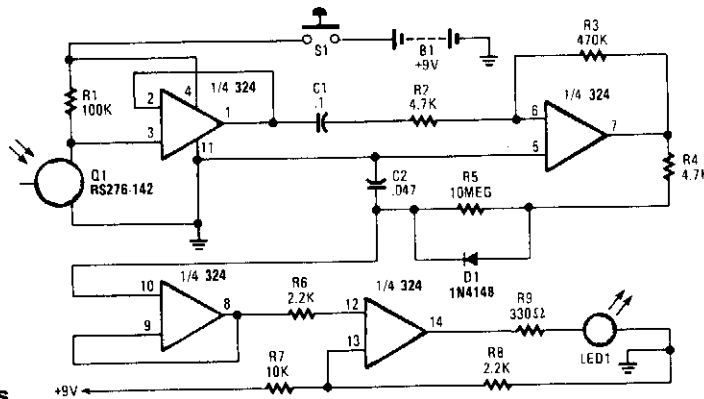 S1
B1
+9V
R1
100K
1/4 324
2
3
4
1
11
C1
.1
R2
4.7K
R3
470K
1/4 324
6
5
7
R4
4.7K
Q1
RS276-142
C2
.047
R5
10MEG
D1
1N4148
1/4 324
10
9
8
R6
2.2K
1/4 324
12
13
14
R9
330Ω
LED1
R7
10K
R8
2.2K
+9V
s